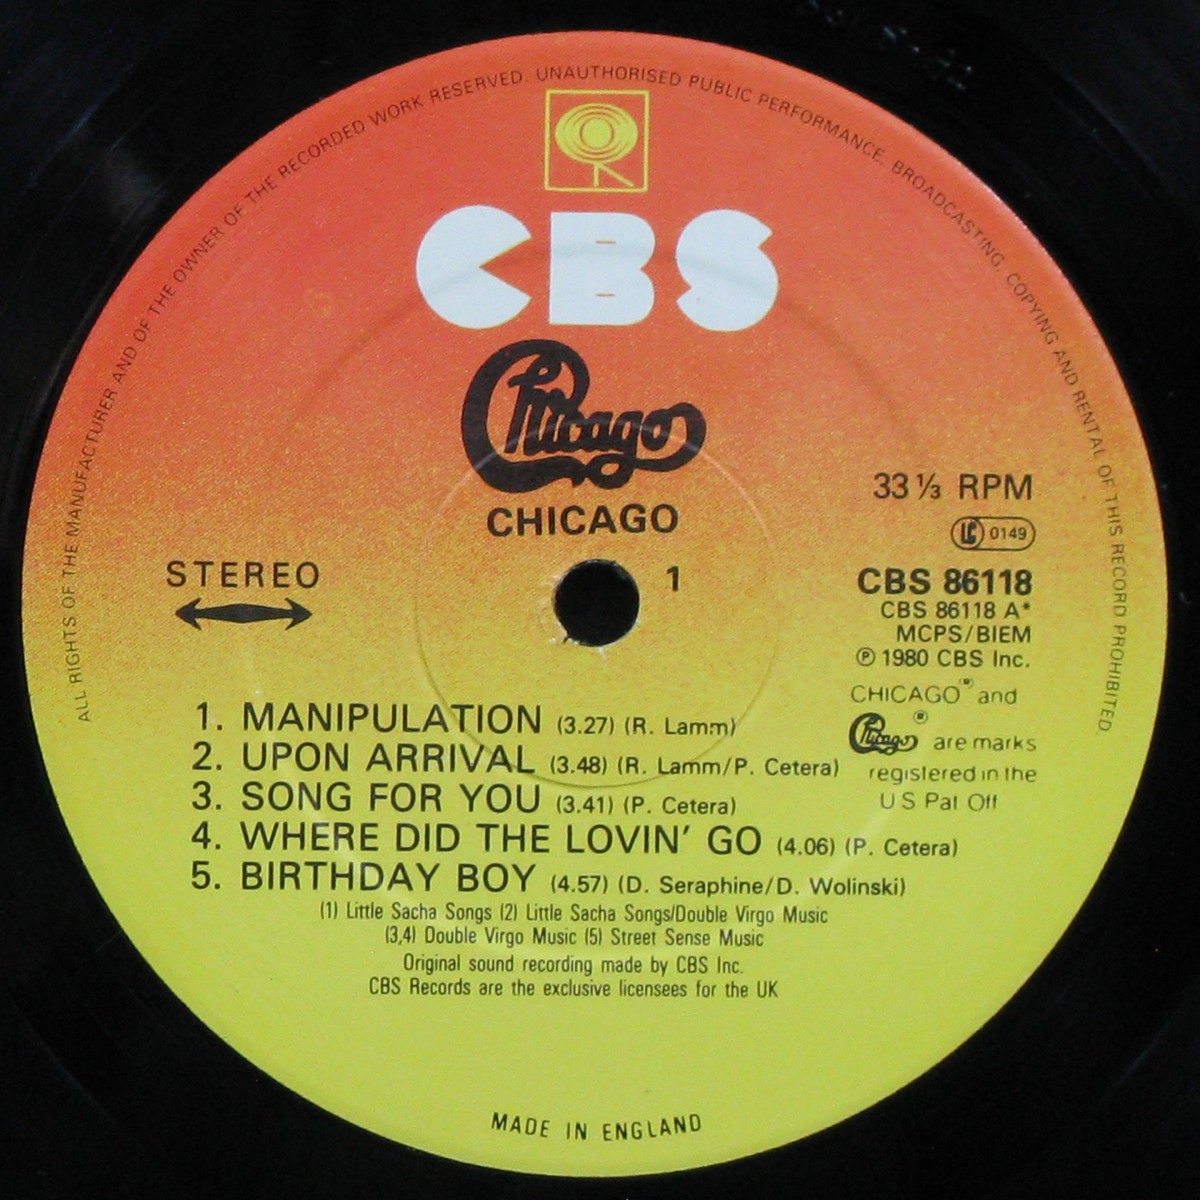 ALL RIGHTS OF THE MANUFACTURER AND OF THE OWNER OF THE RECORDED WORK RESERVED. UNAUTHORISED PUBLIC PERFORMANCE, BROADCASTING, COPYING AND RENTAL OF THIS RECORD PROHIBITED
CBS
Chicago
CHICAGO
STEREO
1
33 ⅓ RPM
LC 0149
CBS 86118
CBS 86118 A*
MCPS/BIEM
℗ 1980 CBS Inc.
CHICAGO® and
Chicago® are marks
registered in the
U S Pat Off
1. MANIPULATION (3.27) (R. Lamm)
2. UPON ARRIVAL (3.48) (R. Lamm/P. Cetera)
3. SONG FOR YOU (3.41) (P. Cetera)
4. WHERE DID THE LOVIN' GO (4.06) (P. Cetera)
5. BIRTHDAY BOY (4.57) (D. Seraphine/D. Wolinski)
(1) Little Sacha Songs (2) Little Sacha Songs/Double Virgo Music
(3,4) Double Virgo Music (5) Street Sense Music
Original sound recording made by CBS Inc.
CBS Records are the exclusive licensees for the UK
MADE IN ENGLAND